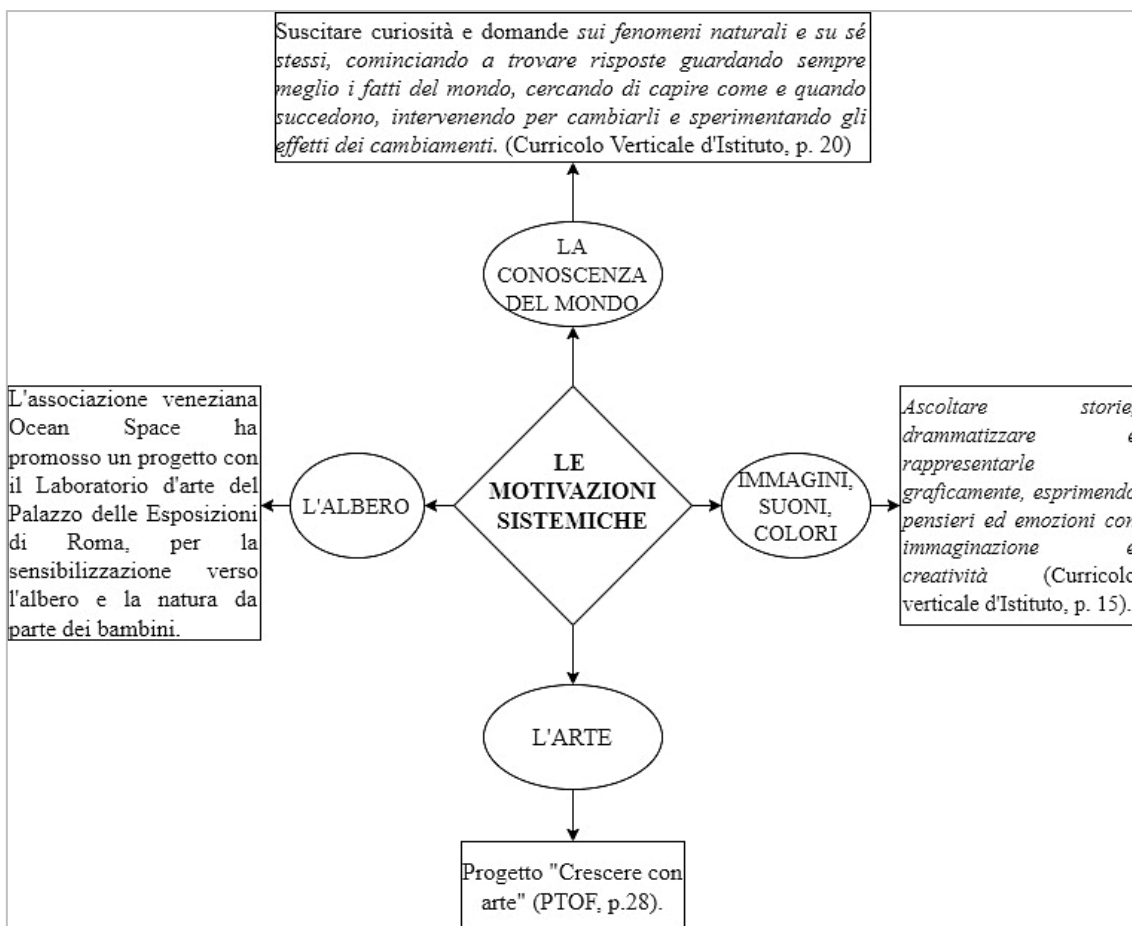 Suscitare curiosità e domande sui fenomeni naturali e su sé
stessi, cominciando a trovare risposte guardando sempre
meglio i fatti del mondo, cercando di capire come e quando
succedono, intervenendo per cambiarli e sperimentando gli
effetti dei cambiamenti. (Curricolo Verticale d'Istituto, p. 20)
LA
CONOSCENZA
DEL MONDO
L'associazione veneziana
Ocean Space ha
promosso un progetto con
il Laboratorio d'arte del
Palazzo delle Esposizioni
di Roma, per la
sensibilizzazione verso
l'albero e la natura da
parte dei bambini.
L'ALBERO
LE
MOTIVAZIONI
SISTEMICHE
IMMAGINI,
SUONI,
COLORI
Ascoltare storie,
drammatizzare e
rappresentarle
graficamente, esprimendo
pensieri ed emozioni con
immaginazione e
creatività (Curricolo
verticale d'Istituto, p. 15).
L'ARTE
Progetto "Crescere con
arte" (PTOF, p.28).